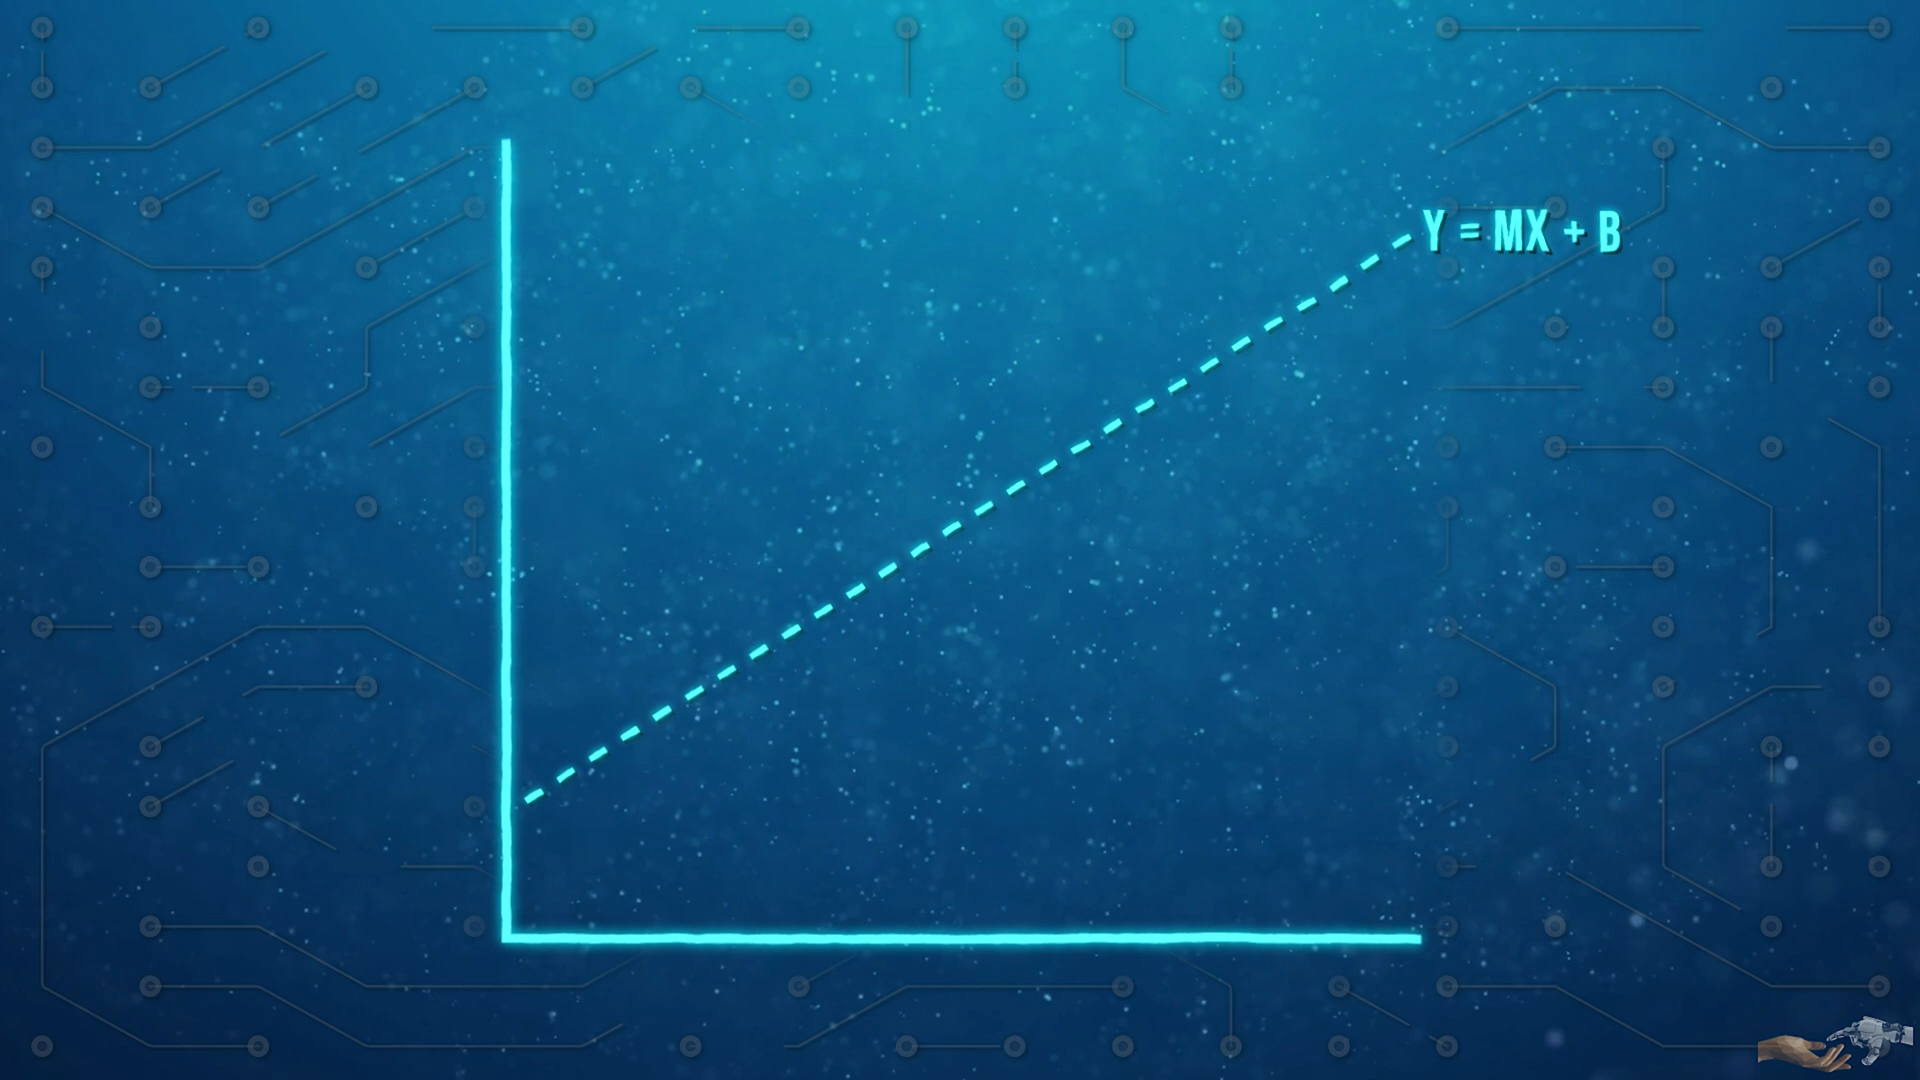 Y = MX + B